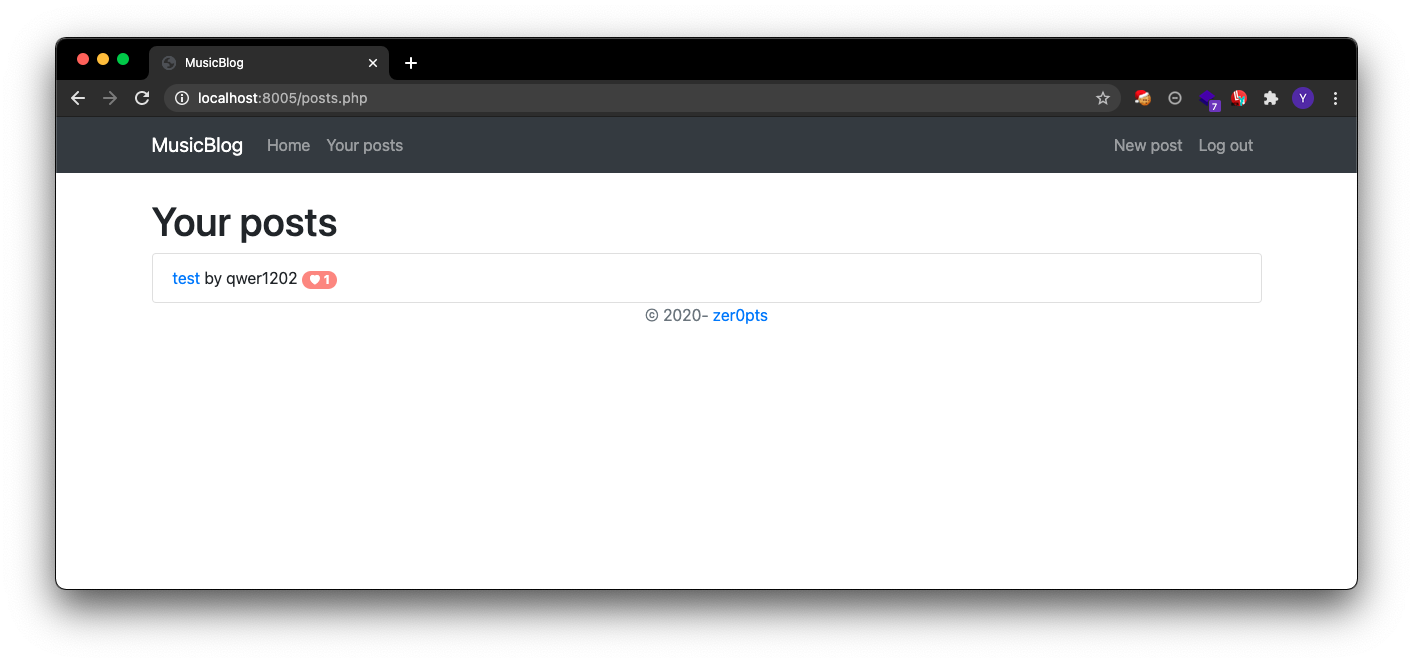 MusicBlog
localhost:8005/posts.php
7
Y
MusicBlog Home Your posts New post Log out
Your posts
test by qwer1202 1
© 2020- zer0pts